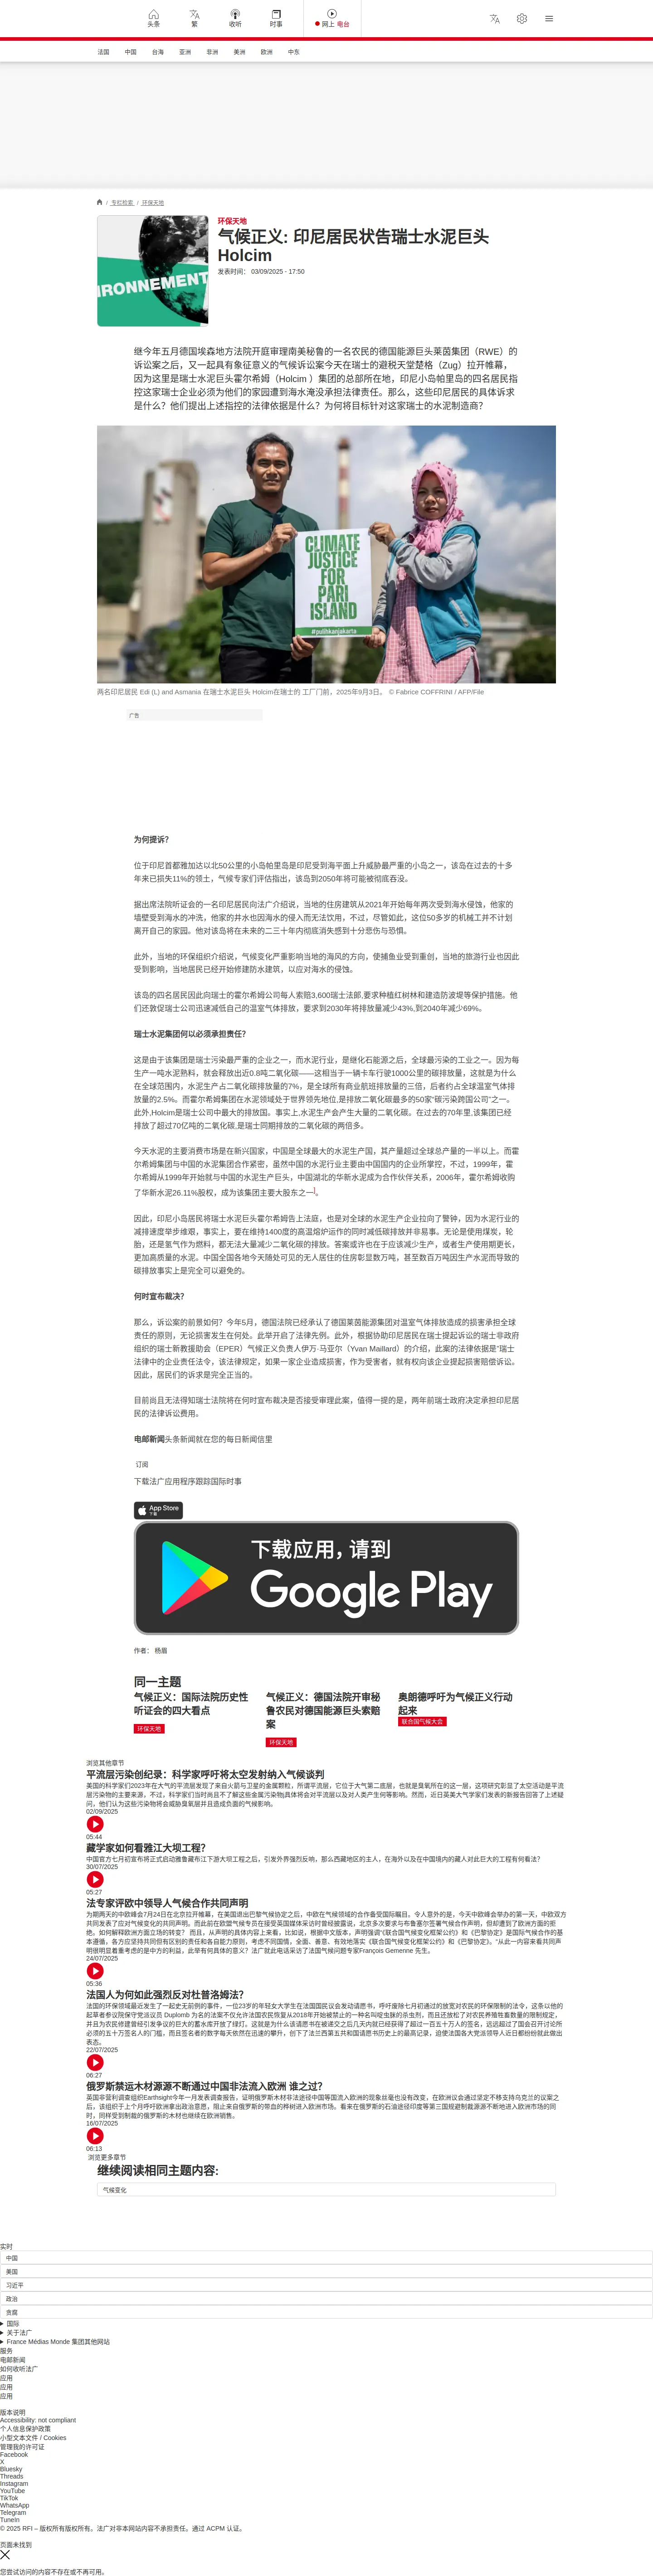 头条
繁
收听
时事
网上 电台
法国 中国 台海 亚洲 非洲 美洲 欧洲 中东
/ 专栏检索 / 环保天地
IRONNEMENT
环保天地
气候正义: 印尼居民状告瑞士水泥巨头
Holcim
发表时间： 03/09/2025 - 17:50
继今年五月德国埃森地方法院开庭审理南美秘鲁的一名农民的德国能源巨头莱茵集团（RWE）的
诉讼案之后，又一起具有象征意义的气候诉讼案今天在瑞士的避税天堂楚格（Zug）拉开帷幕，
因为这里是瑞士水泥巨头霍尔希姆（Holcim ）集团的总部所在地，印尼小岛帕里岛的四名居民指
控这家瑞士企业必须为他们的家园遭到海水淹没承担法律责任。那么，这些印尼居民的具体诉求
是什么？他们提出上述指控的法律依据是什么？为何将目标针对这家瑞士的水泥制造商？
CLIMATE
JUSTICE
FOR
PARI
ISLAND
#pulihkanjakarta
两名印尼居民 Edi (L) and Asmania 在瑞士水泥巨头 Holcim在瑞士的 工厂门前，2025年9月3日。 © Fabrice COFFRINI / AFP/File
广告
为何提诉？
位于印尼首都雅加达以北50公里的小岛帕里岛是印尼受到海平面上升威胁最严重的小岛之一，该岛在过去的十多
年来已损失11%的领土，气候专家们评估指出，该岛到2050年将可能被彻底吞没。
据出席法院听证会的一名印尼居民向法广介绍说，当地的住房建筑从2021年开始每年两次受到海水侵蚀，他家的
墙壁受到海水的冲洗，他家的井水也因海水的侵入而无法饮用，不过，尽管如此，这位50多岁的机械工并不计划
离开自己的家园。他对该岛将在未来的二三十年内彻底消失感到十分悲伤与恐惧。
此外，当地的环保组织介绍说，气候变化严重影响当地的海风的方向，使捕鱼业受到重创，当地的旅游行业也因此
受到影响，当地居民已经开始修建防水建筑，以应对海水的侵蚀。
该岛的四名居民因此向瑞士的霍尔希姆公司每人索赔3,600瑞士法郎,要求种植红树林和建造防波堤等保护措施。他
们还敦促瑞士公司迅速减低自己的温室气体排放，要求到2030年将排放量减少43%,到2040年减少69%。
瑞士水泥集团何以必须承担责任？
这是由于该集团是瑞士污染最严重的企业之一，而水泥行业，是继化石能源之后，全球最污染的工业之一。因为每
生产一吨水泥熟料，就会释放出近0.8吨二氧化碳——这相当于一辆卡车行驶1000公里的碳排放量，这就是为什么
在全球范围内，水泥生产占二氧化碳排放量的7%，是全球所有商业航班排放量的三倍，后者约占全球温室气体排
放量的2.5%。而霍尔希姆集团在水泥领域处于世界领先地位,是排放二氧化碳最多的50家“碳污染跨国公司”之一。
此外,Holcim是瑞士公司中最大的排放国。事实上,水泥生产会产生大量的二氧化碳。在过去的70年里,该集团已经
排放了超过70亿吨的二氧化碳,是瑞士同期排放的二氧化碳的两倍多。
今天水泥的主要消费市场是在新兴国家，中国是全球最大的水泥生产国，其产量超过全球总产量的一半以上。而霍
尔希姆集团与中国的水泥集团合作紧密，虽然中国的水泥行业主要由中国国内的企业所掌控，不过，1999年，霍
尔希姆从1999年开始就与中国的水泥生产巨头，中国湖北的华新水泥成为合作伙伴关系，2006年，霍尔希姆收购
了华新水泥26.11%股权，成为该集团主要大股东之一]。
因此，印尼小岛居民将瑞士水泥巨头霍尔希姆告上法庭，也是对全球的水泥生产企业拉向了警钟，因为水泥行业的
减排速度举步维艰，事实上，要在维持1400度的高温熔炉运作的同时减低碳排放并非易事。无论是使用煤炭，轮
胎，还是氢气作为燃料，都无法大量减少二氧化碳的排放。答案或许也在于应该减少生产，或者生产使用期更长，
更加高质量的水泥。中国全国各地今天随处可见的无人居住的住房彰显数万吨，甚至数百万吨因生产水泥而导致的
碳排放事实上是完全可以避免的。
何时宣布裁决？
那么，诉讼案的前景如何？今年5月，德国法院已经承认了德国莱茵能源集团对温室气体排放造成的损害承担全球
责任的原则，无论损害发生在何处。此举开启了法律先例。此外，根据协助印尼居民在瑞士提起诉讼的瑞士非政府
组织的瑞士新教援助会（EPER）气候正义负责人伊万·马亚尔（Yvan Maillard）的介绍，此案的法律依据是”瑞士
法律中的企业责任法令，该法律规定，如果一家企业造成损害，作为受害者，就有权向该企业提起损害赔偿诉讼。
因此，居民们的诉求是完全正当的。
目前尚且无法得知瑞士法院将在何时宣布裁决是否接受审理此案，值得一提的是，两年前瑞士政府决定承担印尼居
民的法律诉讼费用。
电邮新闻头条新闻就在您的每日新闻信里
订阅
下载法广应用程序跟踪国际时事
App Store
下载
下载应用，请到
Google Play
作者： 杨眉
同一主题
气候正义：国际法院历史性
听证会的四大看点
环保天地
气候正义：德国法院开审秘
鲁农民对德国能源巨头索赔
案
环保天地
奥朗德呼吁为气候正义行动
起来
联合国气候大会
浏览其他章节
平流层污染创纪录：科学家呼吁将太空发射纳入气候谈判
美国的科学家们2023年在大气的平流层发现了来自火箭与卫星的金属颗粒，所谓平流层，它位于大气第二底层，也就是臭氧所在的这一层，这项研究彰显了太空活动是平流
层污染物的主要来源，不过，科学家们当时尚且不了解这些金属污染物j具体将会对平流层以及对人类产生何等影响。然而，近日英美大气学家们发表的新报告回答了上述疑
问，他们认为这些污染物将会威胁臭氧层并且造成负面的气候影响。
02/09/2025
05:44
藏学家如何看雅江大坝工程？
中国官方七月初宣布将正式启动雅鲁藏布江下游大坝工程之后，引发外界强烈反响，那么西藏地区的主人，在海外以及在中国境内的藏人对此巨大的工程有何看法？
30/07/2025
05:27
法专家评欧中领导人气候合作共同声明
为期两天的中欧峰会7月24日在北京拉开帷幕，在美国退出巴黎气候协定之后，中欧在气候领域的合作备受国际瞩目。令人意外的是，今天中欧峰会举办的第一天，中欧双方
共同发表了应对气候变化的共同声明。而此前在欧盟气候专员在接受英国媒体采访时曾经披露说，北京多次要求与布鲁塞尔签署气候合作声明，但却遭到了欧洲方面的拒
绝。如何解释欧洲方面立场的转变？ 而且，从声明的具体内容上来看，比如说，根据中文版本，声明强调“《联合国气候变化框架公约》和《巴黎协定》是国际气候合作的基
本遵循，各方应坚持共同但有区别的责任和各自能力原则，考虑不同国情，全面、善意、有效地落实《联合国气候变化框架公约》和《巴黎协定》。”从此一内容来看共同声
明很明显着重考虑的是中方的利益，此举有何具体的意义？ 法广就此电话采访了法国气候问题专家François Gemenne 先生。
24/07/2025
05:36
法国人为何如此强烈反对杜普洛姆法？
法国的环保领域最近发生了一起史无前例的事件，一位23岁的年轻女大学生在法国国民议会发动请愿书，呼吁废除七月初通过的放宽对农民的环保限制的法令，这条以他的
起草者参议院保守党派议员 Duplomb 为名的法案不仅允许法国农民恢复从2018年开始被禁止的一种名叫啶虫脒的杀虫剂，而且还放松了对农民养殖牲畜数量的限制规定，
并且为农民修建曾经引发争议的巨大的蓄水库开放了绿灯。这就是为什么该请愿书在被递交之后几天内就已经获得了超过一百五十万人的签名，远远超过了国会召开讨论所
必须的五十万签名人的门槛，而且签名者的数字每天依然在迅速的攀升，创下了法兰西第五共和国请愿书历史上的最高记录，迫使法国各大党派领导人近日都纷纷就此做出
表态。
22/07/2025
06:27
俄罗斯禁运木材源源不断通过中国非法流入欧洲 谁之过?
英国非营利调查组织Earthsight今年一月发表调查报告，证明俄罗斯木材非法途径中国等国流入欧洲的现象丝毫也没有改变，在欧洲议会通过坚定不移支持乌克兰的议案之
后，该组织于上个月呼吁欧洲拿出政治意愿，阻止来自俄罗斯的带血的桦树进入欧洲市场。看来在俄罗斯的石油途径印度等第三国规避制裁源源不断地进入欧洲市场的同
时，同样受到制裁的俄罗斯的木材也继续在欧洲销售。
16/07/2025
06:13
浏览更多章节
继续阅读相同主题内容:
气候变化
实时
中国
美国
习近平
政治
贪腐
国际
关于法广
France Médias Monde 集团其他网站
服务
电邮新闻
如何收听法广
应用
应用
应用
版本说明
Accessibility: not compliant
个人信息保护政策
小型文本文件 / Cookies
管理我的许可证
Facebook
X
Bluesky
Threads
Instagram
YouTube
TikTok
WhatsApp
Telegram
TuneIn
© 2025 RFI – 版权所有版权所有。法广对非本网站内容不承担责任。通过 ACPM 认证。
页面未找到
您尝试访问的内容不存在或不再可用。